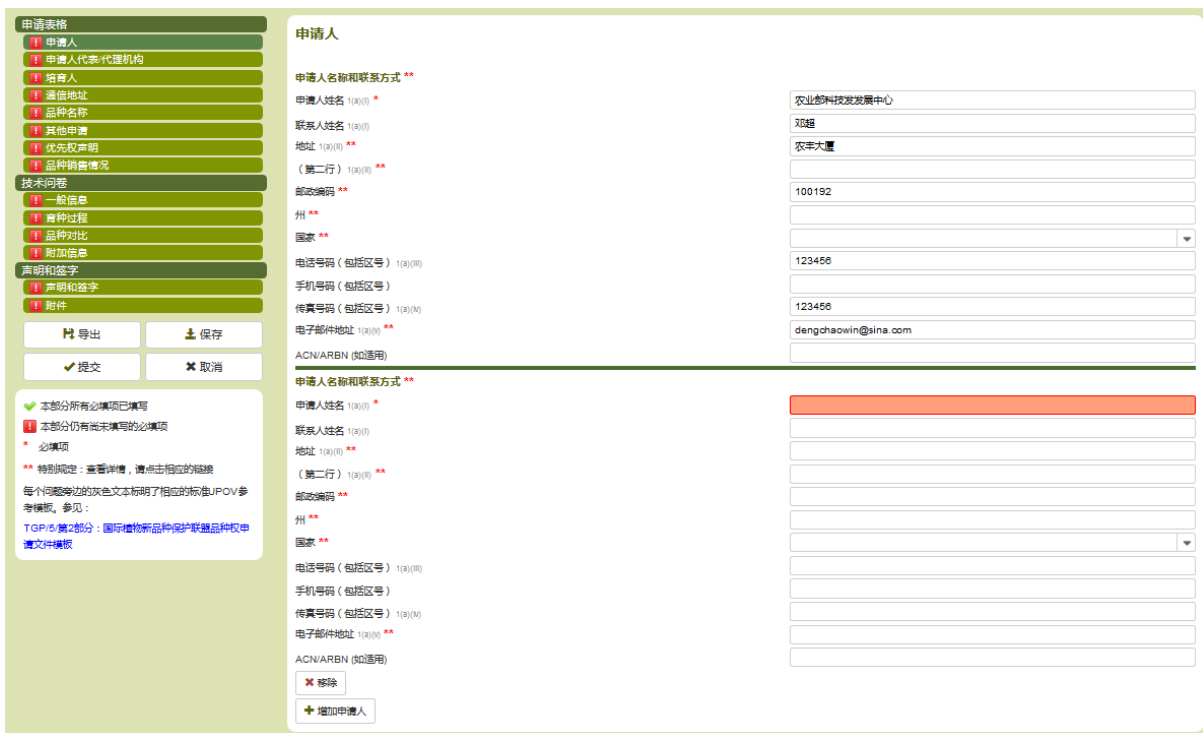 申请表格
申请人
申请人代表/代理机构
培育人
通信地址
品种名称
其他申请
优先权声明
品种销售情况
技术问卷
一般信息
育种过程
品种对比
附加信息
声明和签字
声明和签字
附件
导出
保存
提交
取消
本部分所有必填项已填写
本部分仍有尚未填写的必填项
* 必填项
** 特别规定：查看详情，请点击相应的链接
每个问题旁边的灰色文本标明了相应的标准UPOV参
考模板。参见：
TGP/5/第2部分：国际植物新品种保护联盟品种权申
请文件模板
申请人
申请人名称和联系方式 **
申请人姓名 1(a)(i) * 农业部科技发发展中心
联系人姓名 1(a)(i) 邓超
地址 1(a)(ii) ** 农丰大厦
（第二行）1(a)(ii) **
邮政编码 ** 100192
州 **
国家 **
电话号码（包括区号）1(a)(iii) 123456
手机号码（包括区号）
传真号码（包括区号）1(a)(iv) 123456
电子邮件地址 1(a)(v) ** dengchaowin@sina.com
ACN/ARBN (如适用)
申请人名称和联系方式 **
申请人姓名 1(a)(i) *
联系人姓名 1(a)(i)
地址 1(a)(ii) **
（第二行）1(a)(ii) **
邮政编码 **
州 **
国家 **
电话号码（包括区号）1(a)(iii)
手机号码（包括区号）
传真号码（包括区号）1(a)(iv)
电子邮件地址 1(a)(v) **
ACN/ARBN (如适用)
移除
增加申请人